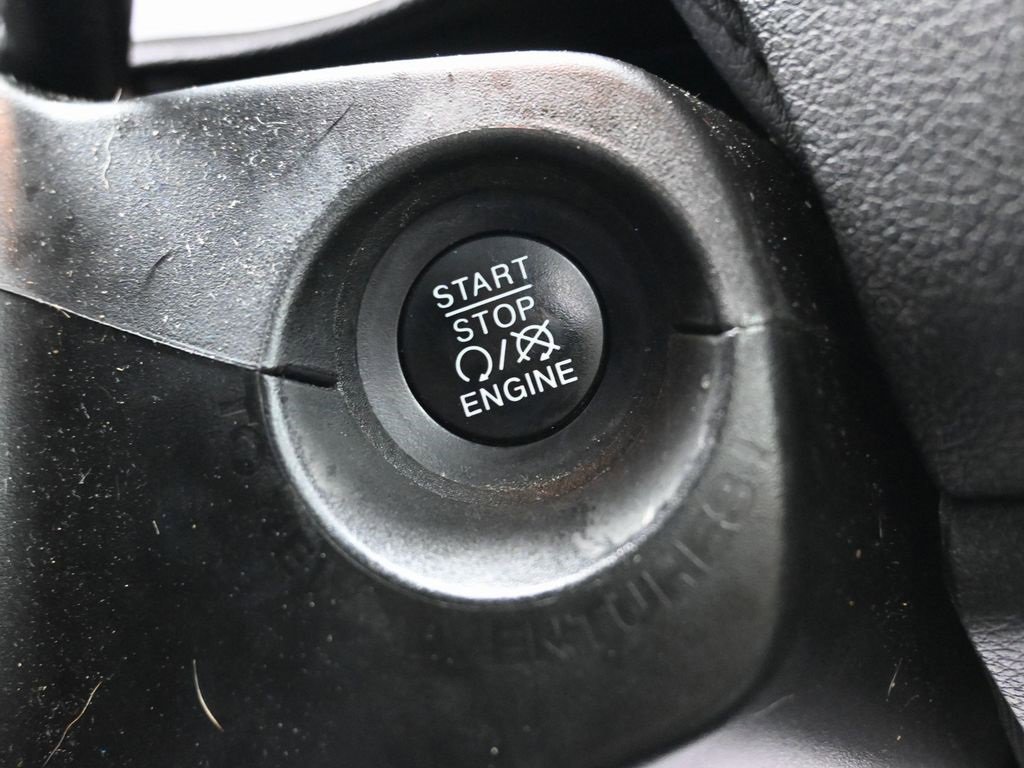 START
STOP
/
ENGINE